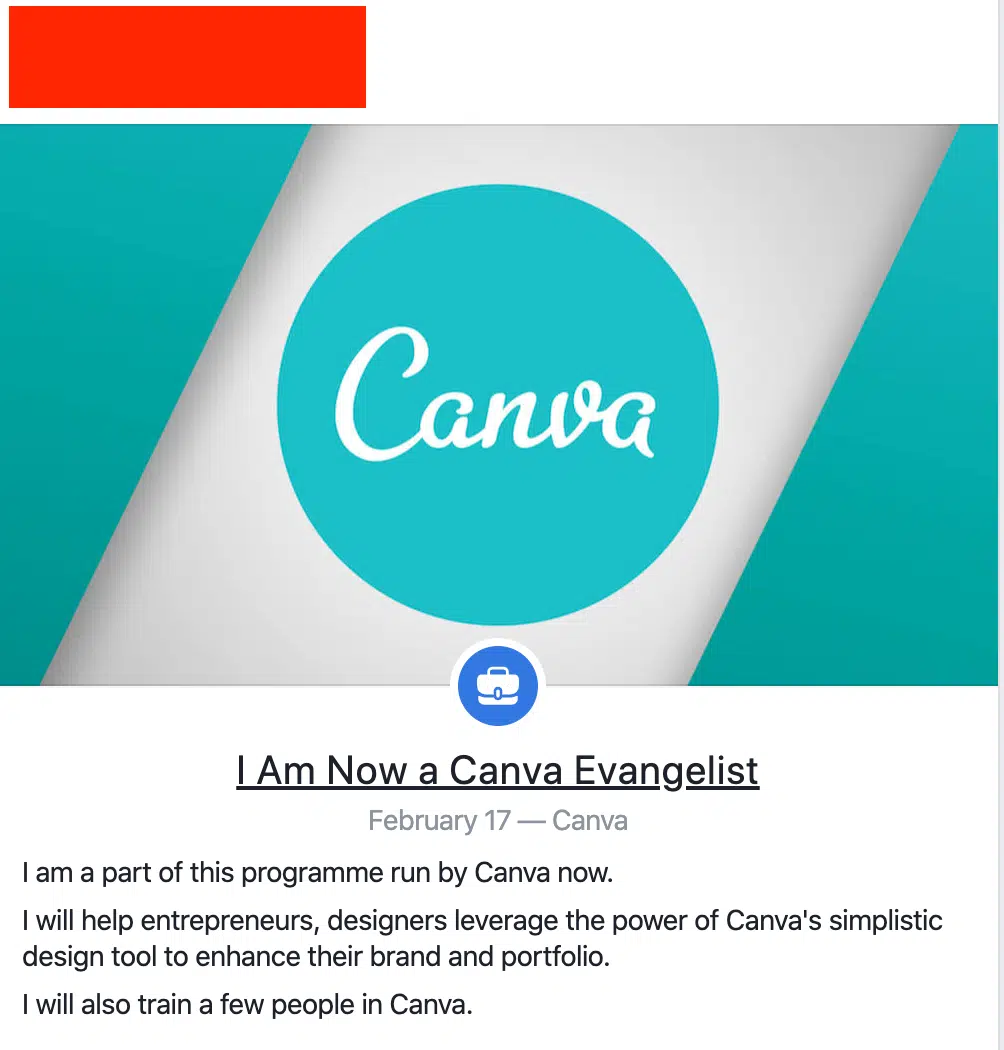 Canva
I Am Now a Canva Evangelist
February 17 — Canva
I am a part of this programme run by Canva now.
I will help entrepreneurs, designers leverage the power of Canva's simplistic
design tool to enhance their brand and portfolio.
I will also train a few people in Canva.